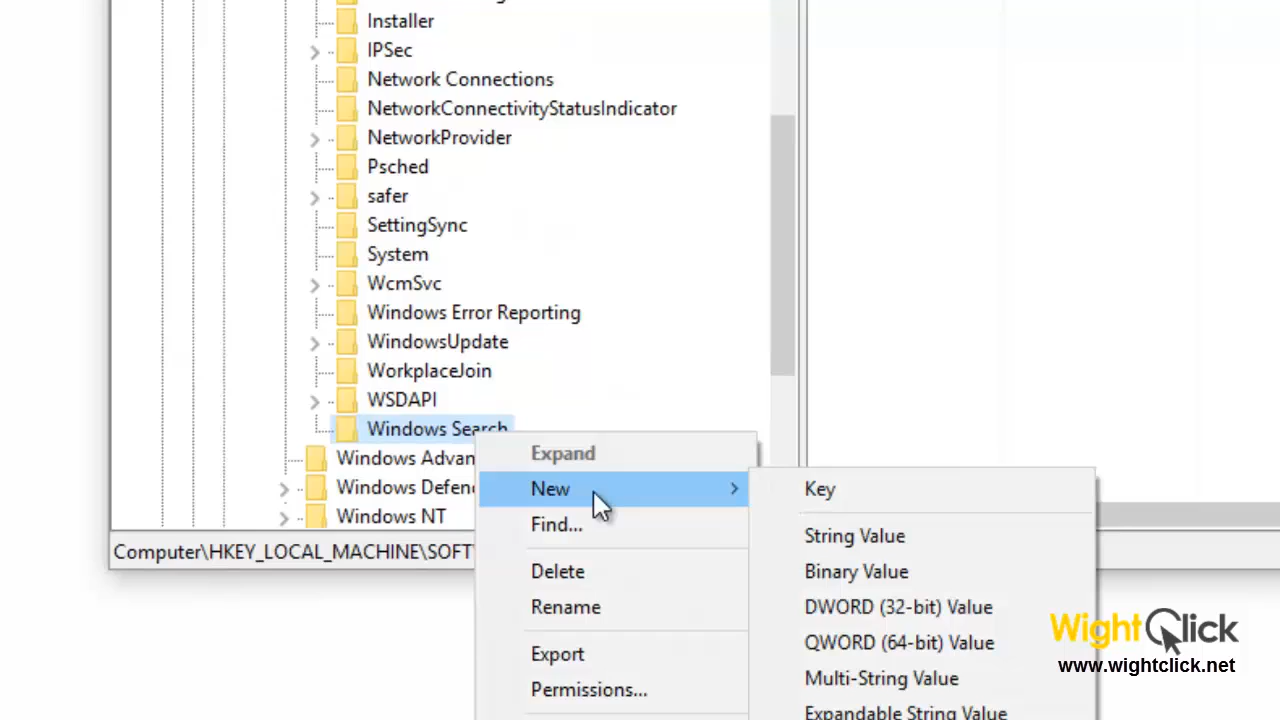 Installer
IPSec
Network Connections
NetworkConnectivityStatusIndicator
NetworkProvider
Psched
safer
SettingSync
System
WcmSvc
Windows Error Reporting
WindowsUpdate
WorkplaceJoin
WSDAPI
Windows Search
Windows Advan
Windows Defend
Windows NT
Computer\HKEY_LOCAL_MACHINE\SOFT
Expand
New
Find...
Delete
Rename
Export
Permissions...
Key
String Value
Binary Value
DWORD (32-bit) Value
QWORD (64-bit) Value
Multi-String Value
Expandable String Value
WightClick
www.wightclick.net